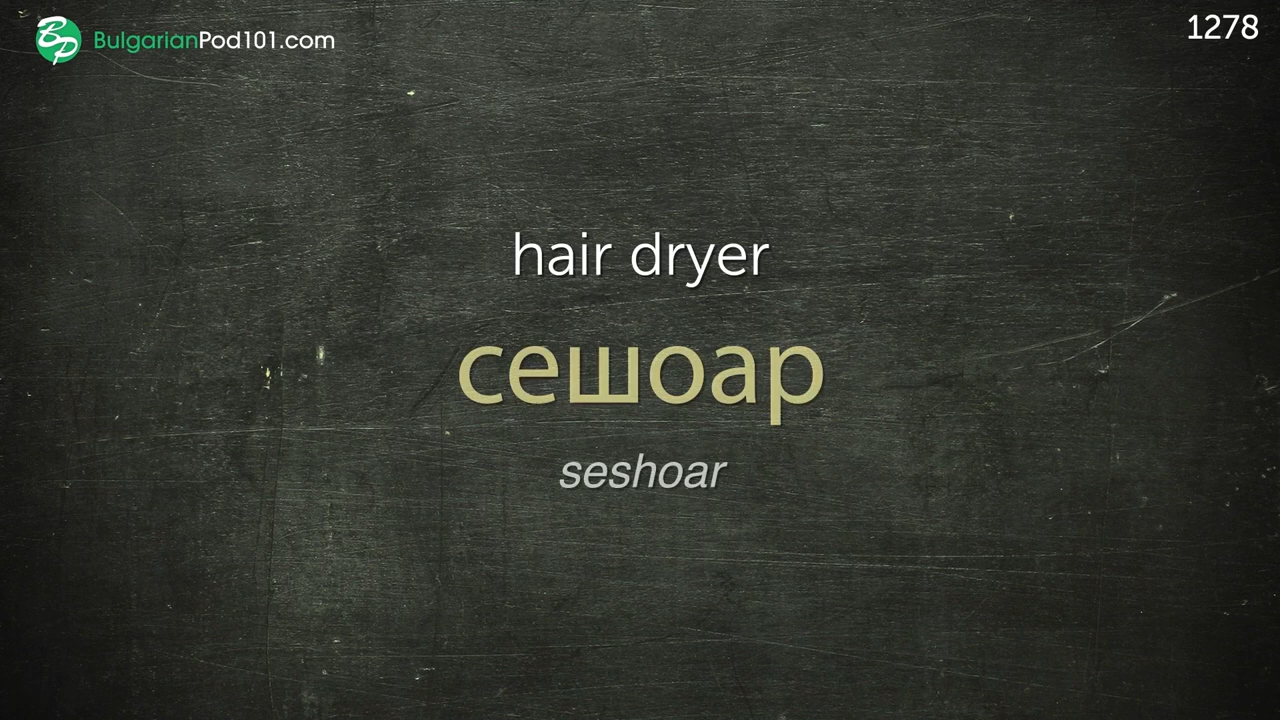 BulgarianPod101.com
1278
hair dryer
сешоар
seshoar